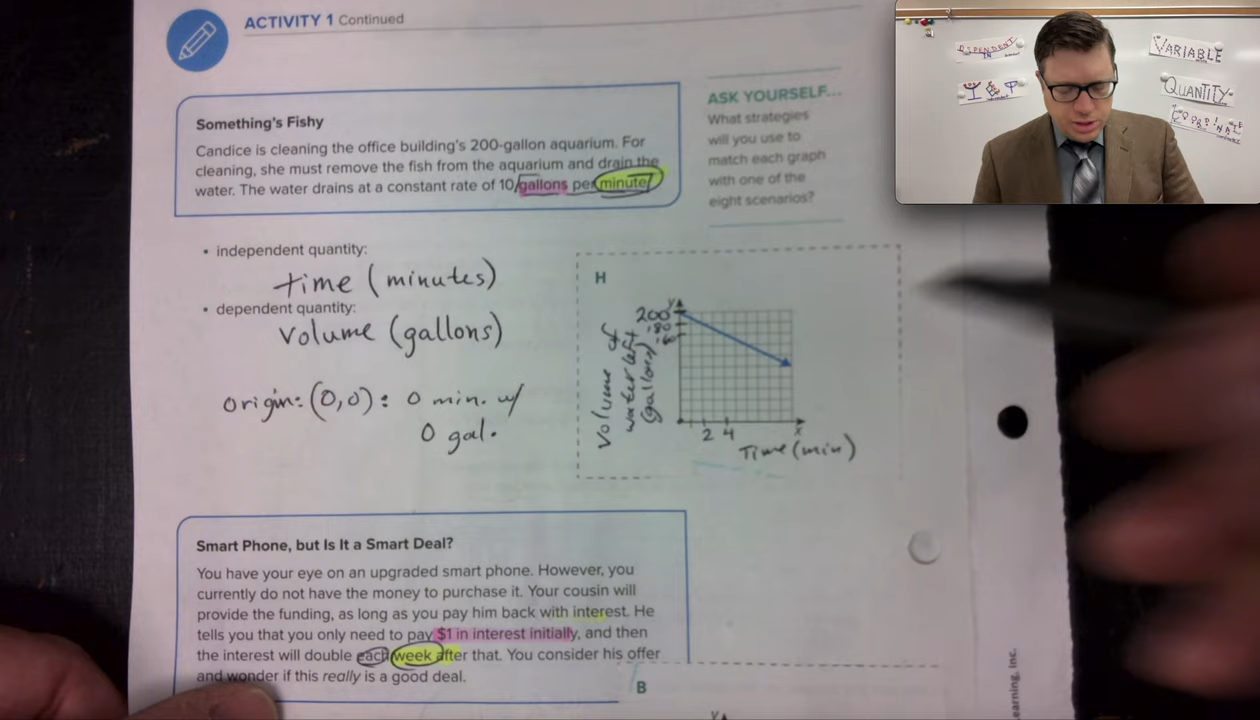 ACTIVITY 1 Continued
Something's Fishy
Candice is cleaning the office building's 200-gallon aquarium. For
cleaning, she must remove the fish from the aquarium and drain the
water. The water drains at a constant rate of 10 gallons per minute.
ASK YOURSELF...
What strategies
will you use to
match each graph
with one of the
eight scenarios?
• independent quantity:
time (minutes)
• dependent quantity:
volume (gallons)
origin: (0,0): 0 min. w/
0 gal.
H
y
200
180
160
Volume of
water left
(gallons)
2 4
x
Time (min)
Smart Phone, but Is It a Smart Deal?
You have your eye on an upgraded smart phone. However, you
currently do not have the money to purchase it. Your cousin will
provide the funding, as long as you pay him back with interest. He
tells you that you only need to pay $1 in interest initially, and then
the interest will double each week after that. You consider his offer
and wonder if this really is a good deal.
B
y
earning, Inc.
DEPENDENT
IN
VARIABLE
QUANTITY